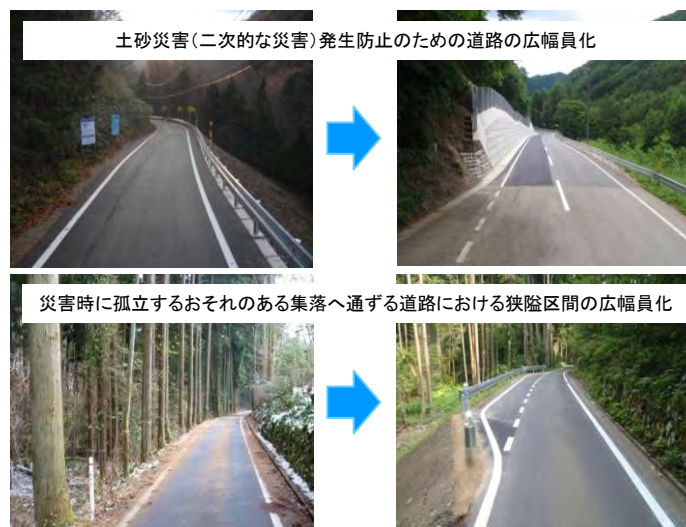 土砂災害(二次的な災害)発生防止のための道路の広幅員化
災害時に孤立するおそれのある集落へ通ずる道路における狭隘区間の広幅員化